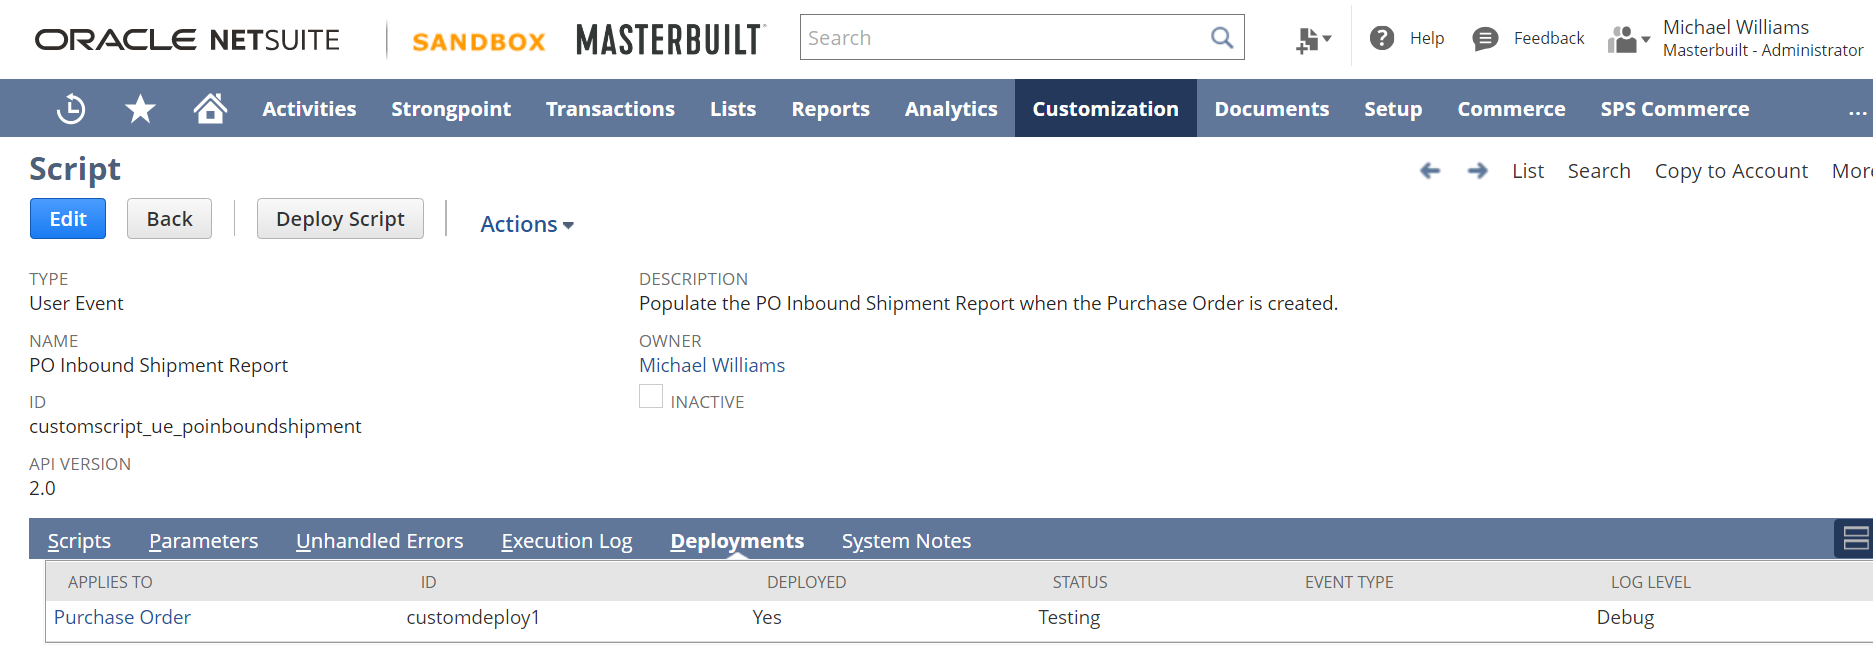 ORACLE NETSUITE SANDBOX MASTERBUILT Search Help Feedback Michael Williams
Masterbuilt - Administrator
Activities Strongpoint Transactions Lists Reports Analytics Customization Documents Setup Commerce SPS Commerce ...
Script
List Search Copy to Account More
Edit Back Deploy Script Actions
TYPE
User Event
NAME
PO Inbound Shipment Report
ID
customscript_ue_poinboundshipment
API VERSION
2.0
DESCRIPTION
Populate the PO Inbound Shipment Report when the Purchase Order is created.
OWNER
Michael Williams
INACTIVE
Scripts Parameters Unhandled Errors Execution Log Deployments System Notes
APPLIES TO ID DEPLOYED STATUS EVENT TYPE LOG LEVEL
Purchase Order customdeploy1 Yes Testing Debug